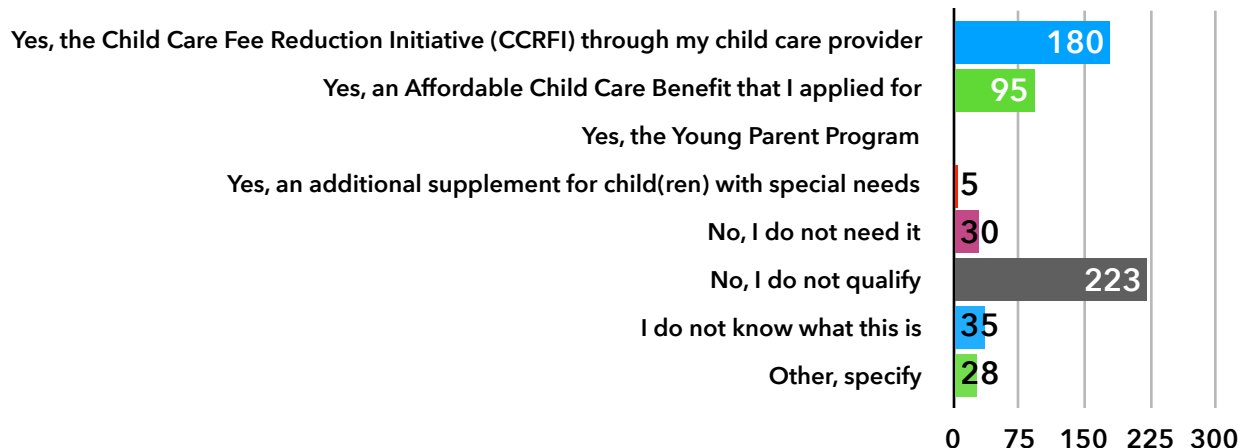 Yes, the Child Care Fee Reduction Initiative (CCRFI) through my child care provider 180
Yes, an Affordable Child Care Benefit that I applied for 95
Yes, the Young Parent Program
Yes, an additional supplement for child(ren) with special needs 5
No, I do not need it 30
No, I do not qualify 223
I do not know what this is 35
Other, specify 28
0 75 150 225 300